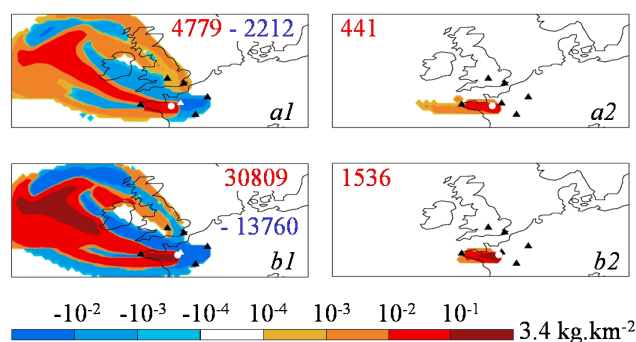 4779 - 2212
441
a1
a2
30809
1536
- 13760
b1
b2
-10⁻² -10⁻³ -10⁻⁴ 10⁻⁴ 10⁻³ 10⁻² 10⁻¹
3.4 kg.km⁻²